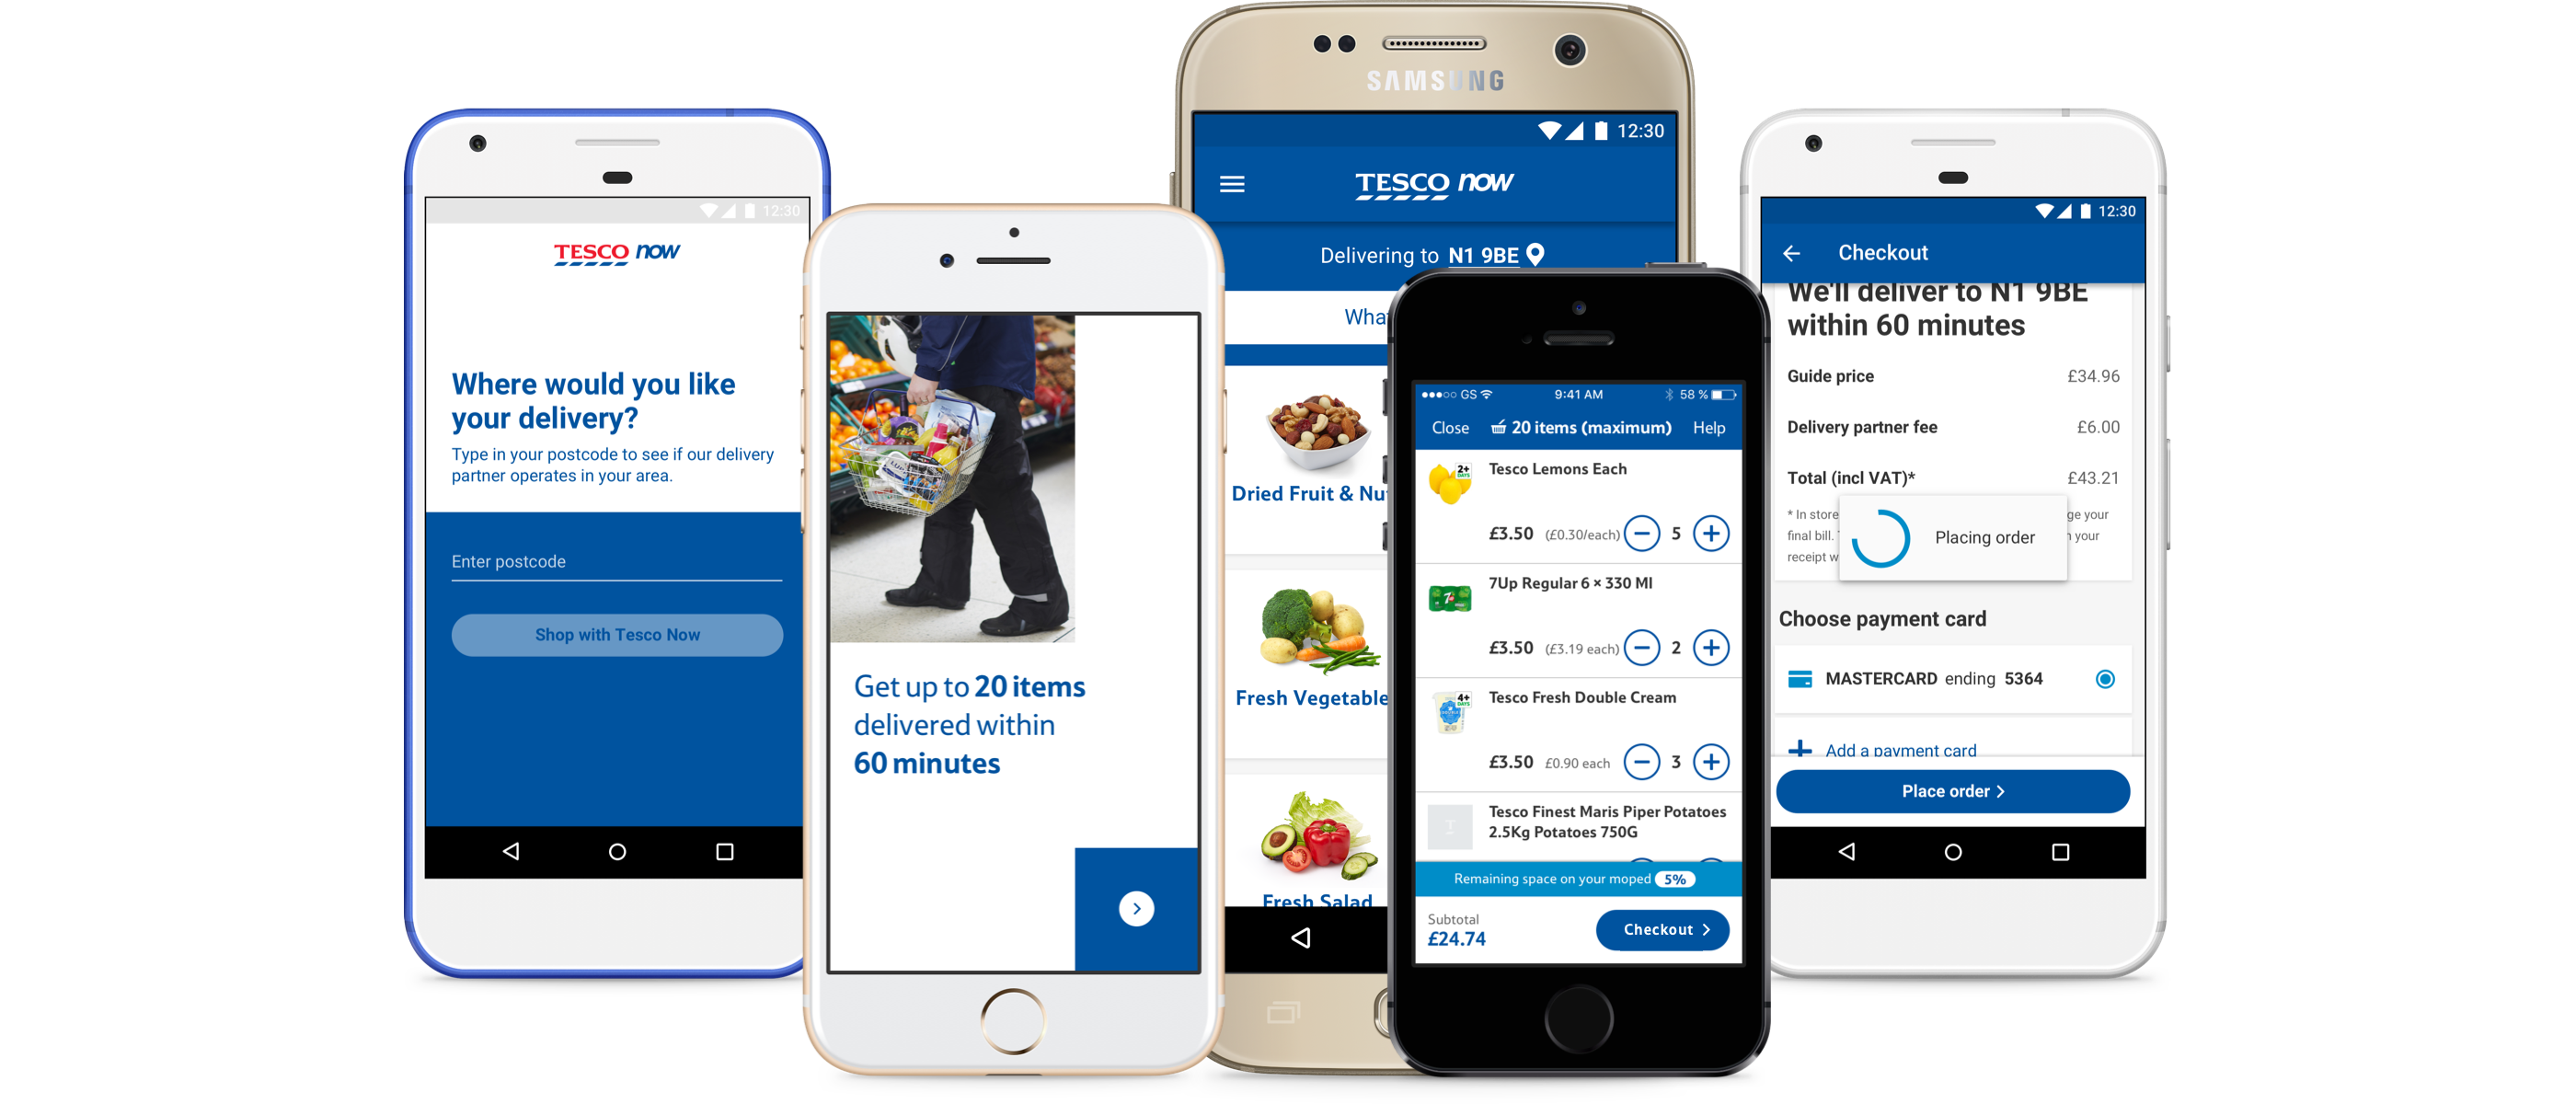 12:30
TESCO now
Where would you like
your delivery?
Type in your postcode to see if our delivery
partner operates in your area.
Enter postcode
Shop with Tesco Now
Get up to 20 items
delivered within
60 minutes
SAMSUNG
12:30
TESCO now
Delivering to N1 9BE
What
Dried Fruit & Nu
Fresh Vegetable
Fresh Salad
GS
9:41 AM
58 %
Close
20 items (maximum)
Help
2+
DAYS
Tesco Lemons Each
£3.50 (£0.30/each) 5
7Up Regular 6 × 330 Ml
£3.50 (£3.19 each) 2
4+
DAYS
Tesco Fresh Double Cream
£3.50 £0.90 each 3
Tesco Finest Maris Piper Potatoes
2.5Kg Potatoes 750G
Remaining space on your moped 5%
Subtotal
£24.74
Checkout
12:30
Checkout
We'll deliver to N1 9BE
within 60 minutes
Guide price £34.96
Delivery partner fee £6.00
Total (incl VAT)* £43.21
* In store ge your
final bill. your
receipt w
Placing order
Choose payment card
MASTERCARD ending 5364
Add a payment card
Place order